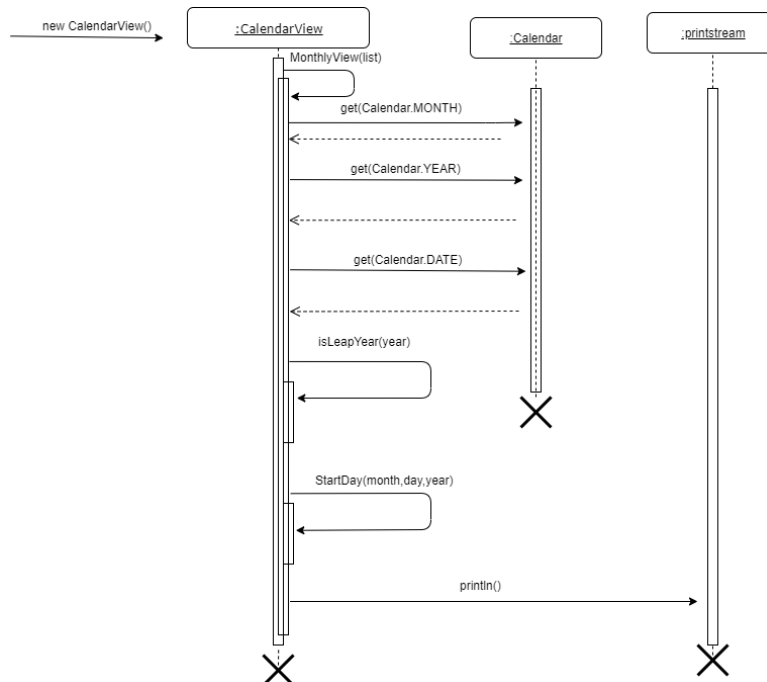 new CalendarView()
:CalendarView
:Calendar
:printstream
MonthlyView(list)
get(Calendar.MONTH)
get(Calendar.YEAR)
get(Calendar.DATE)
isLeapYear(year)
StartDay(month,day,year)
println()